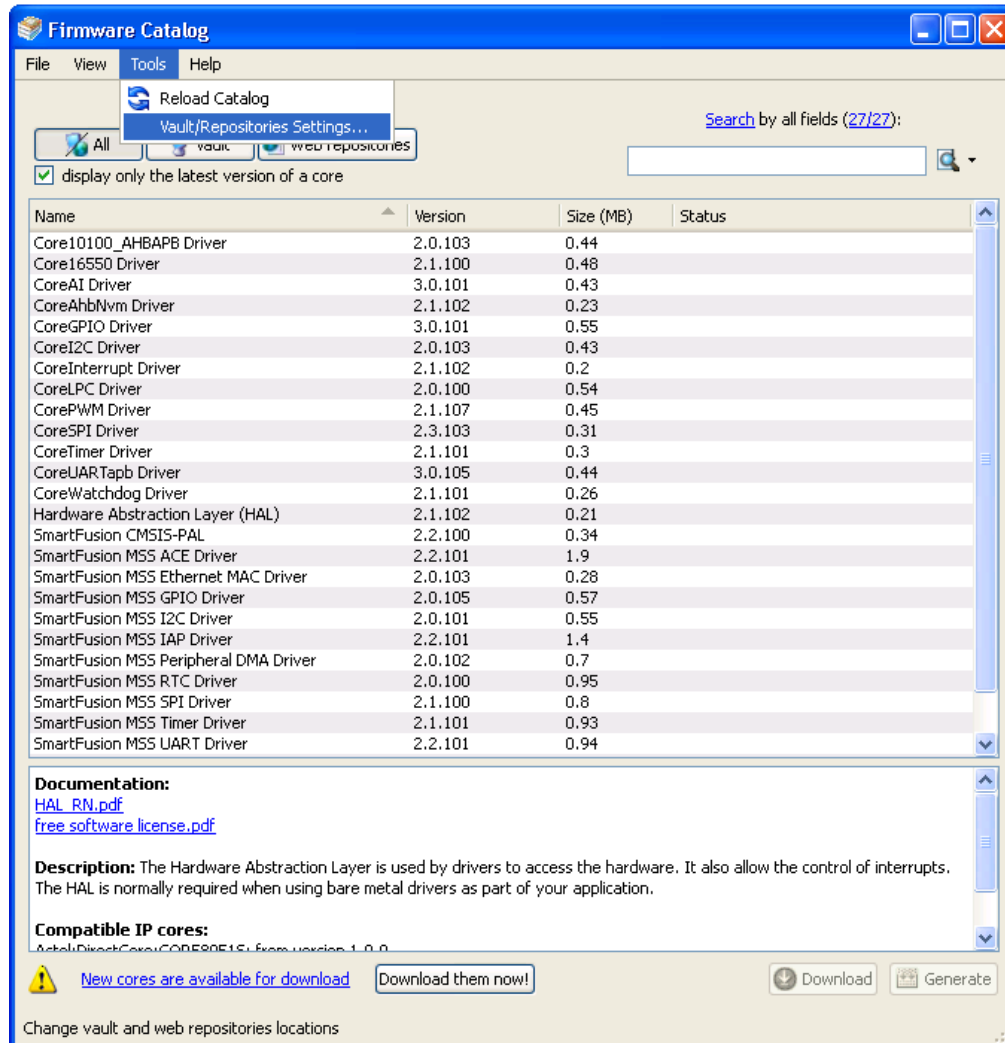 Firmware Catalog
File View Tools Help
Reload Catalog
Vault/Repositories Settings...
Search by all fields (27/27):
All Vault Web repositories
display only the latest version of a core
Name Version Size (MB) Status
Core10100_AHBAPB Driver 2.0.103 0.44
Core16550 Driver 2.1.100 0.48
CoreAI Driver 3.0.101 0.43
CoreAhbNvm Driver 2.1.102 0.23
CoreGPIO Driver 3.0.101 0.55
CoreI2C Driver 2.0.103 0.43
CoreInterrupt Driver 2.1.102 0.2
CoreLPC Driver 2.0.100 0.54
CorePWM Driver 2.1.107 0.45
CoreSPI Driver 2.3.103 0.31
CoreTimer Driver 2.1.101 0.3
CoreUARTapb Driver 3.0.105 0.44
CoreWatchdog Driver 2.1.101 0.26
Hardware Abstraction Layer (HAL) 2.1.102 0.21
SmartFusion CMSIS-PAL 2.2.100 0.34
SmartFusion MSS ACE Driver 2.2.101 1.9
SmartFusion MSS Ethernet MAC Driver 2.0.103 0.28
SmartFusion MSS GPIO Driver 2.0.105 0.57
SmartFusion MSS I2C Driver 2.0.101 0.55
SmartFusion MSS IAP Driver 2.2.101 1.4
SmartFusion MSS Peripheral DMA Driver 2.0.102 0.7
SmartFusion MSS RTC Driver 2.0.100 0.95
SmartFusion MSS SPI Driver 2.1.100 0.8
SmartFusion MSS Timer Driver 2.1.101 0.93
SmartFusion MSS UART Driver 2.2.101 0.94
Documentation:
HAL_RN.pdf
free software license.pdf
Description: The Hardware Abstraction Layer is used by drivers to access the hardware. It also allow the control of interrupts.
The HAL is normally required when using bare metal drivers as part of your application.
Compatible IP cores:
from version 1.0.0
New cores are available for download Download them now! Download Generate
Change vault and web repositories locations